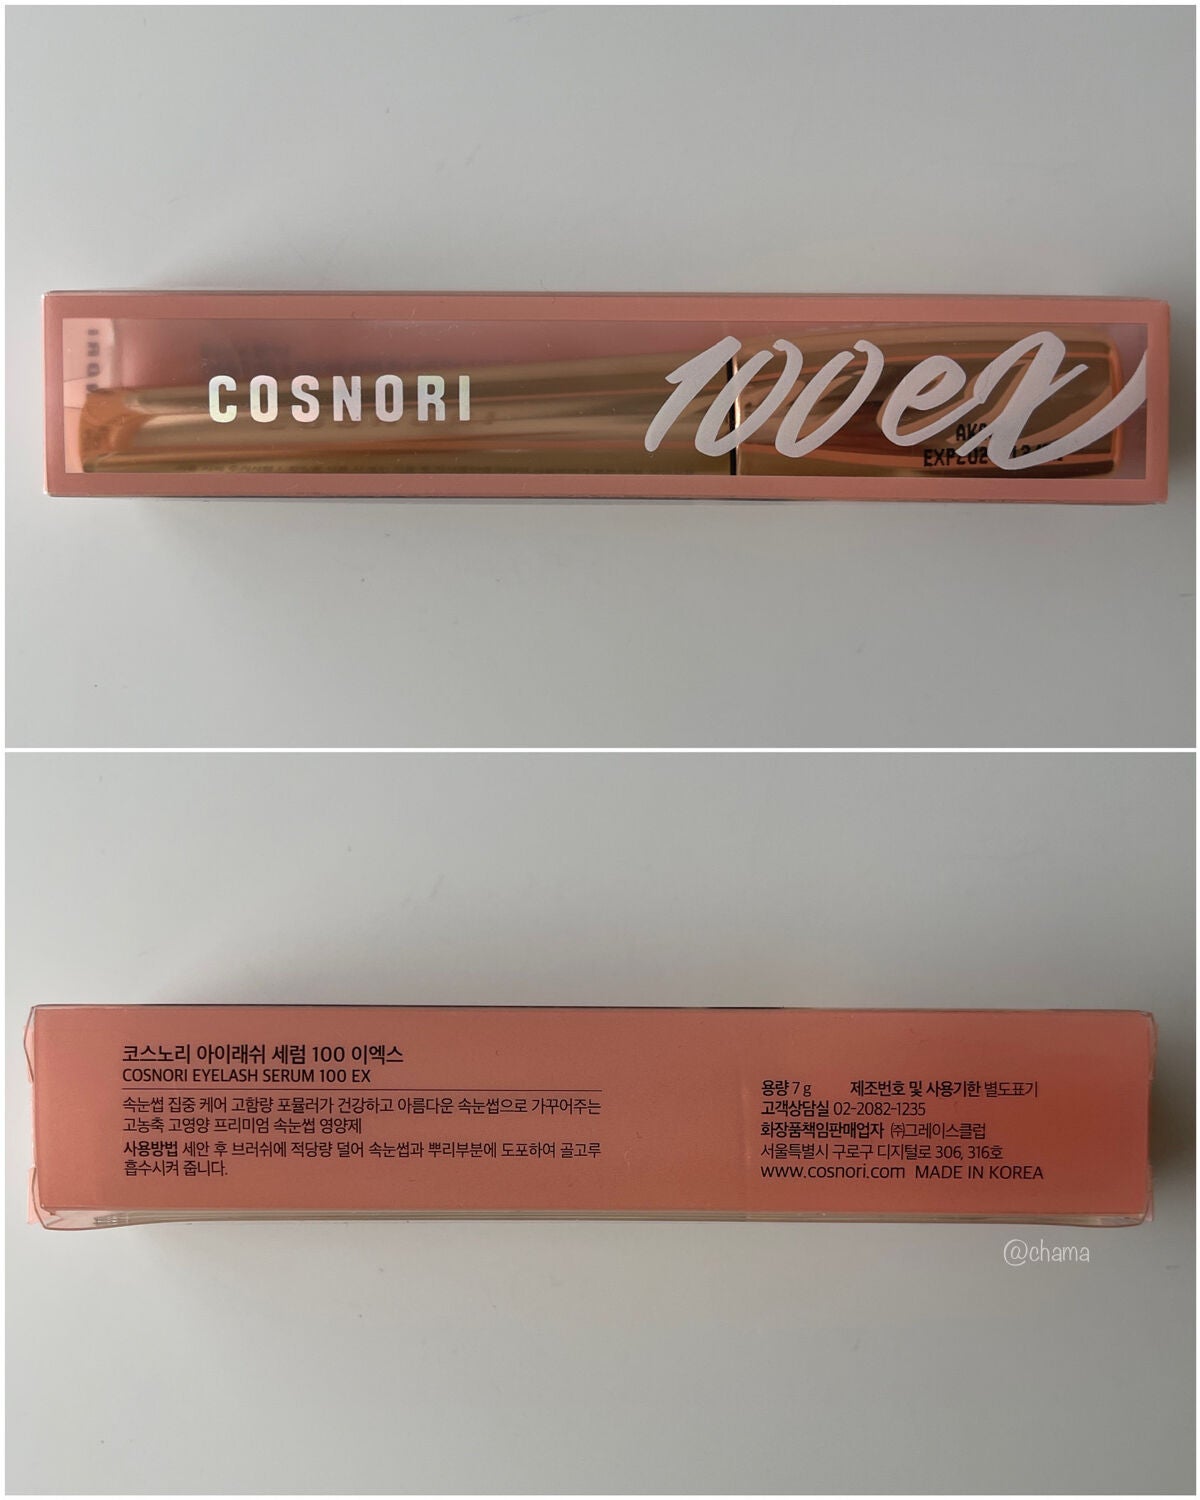 COSNORI
100ex
코스노리 아이래쉬 세럼 100 이엑스
COSNORI EYELASH SERUM 100 EX
속눈썹 집중 케어 고함량 포뮬러가 건강하고 아름다운 속눈썹으로 가꾸어주는
고농축 고영양 프리미엄 속눈썹 영양제
사용방법 세안 후 브러쉬에 적당량 덜어 속눈썹과 뿌리부분에 도포하여 골고루
흡수시켜 줍니다.
용량 7 g 제조번호 및 사용기한 별도표기
고객상담실 02-2082-1235
화장품책임판매업자 ㈜그레이스클럽
서울특별시 구로구 디지털로 306, 316호
www.cosnori.com MADE IN KOREA
@chama